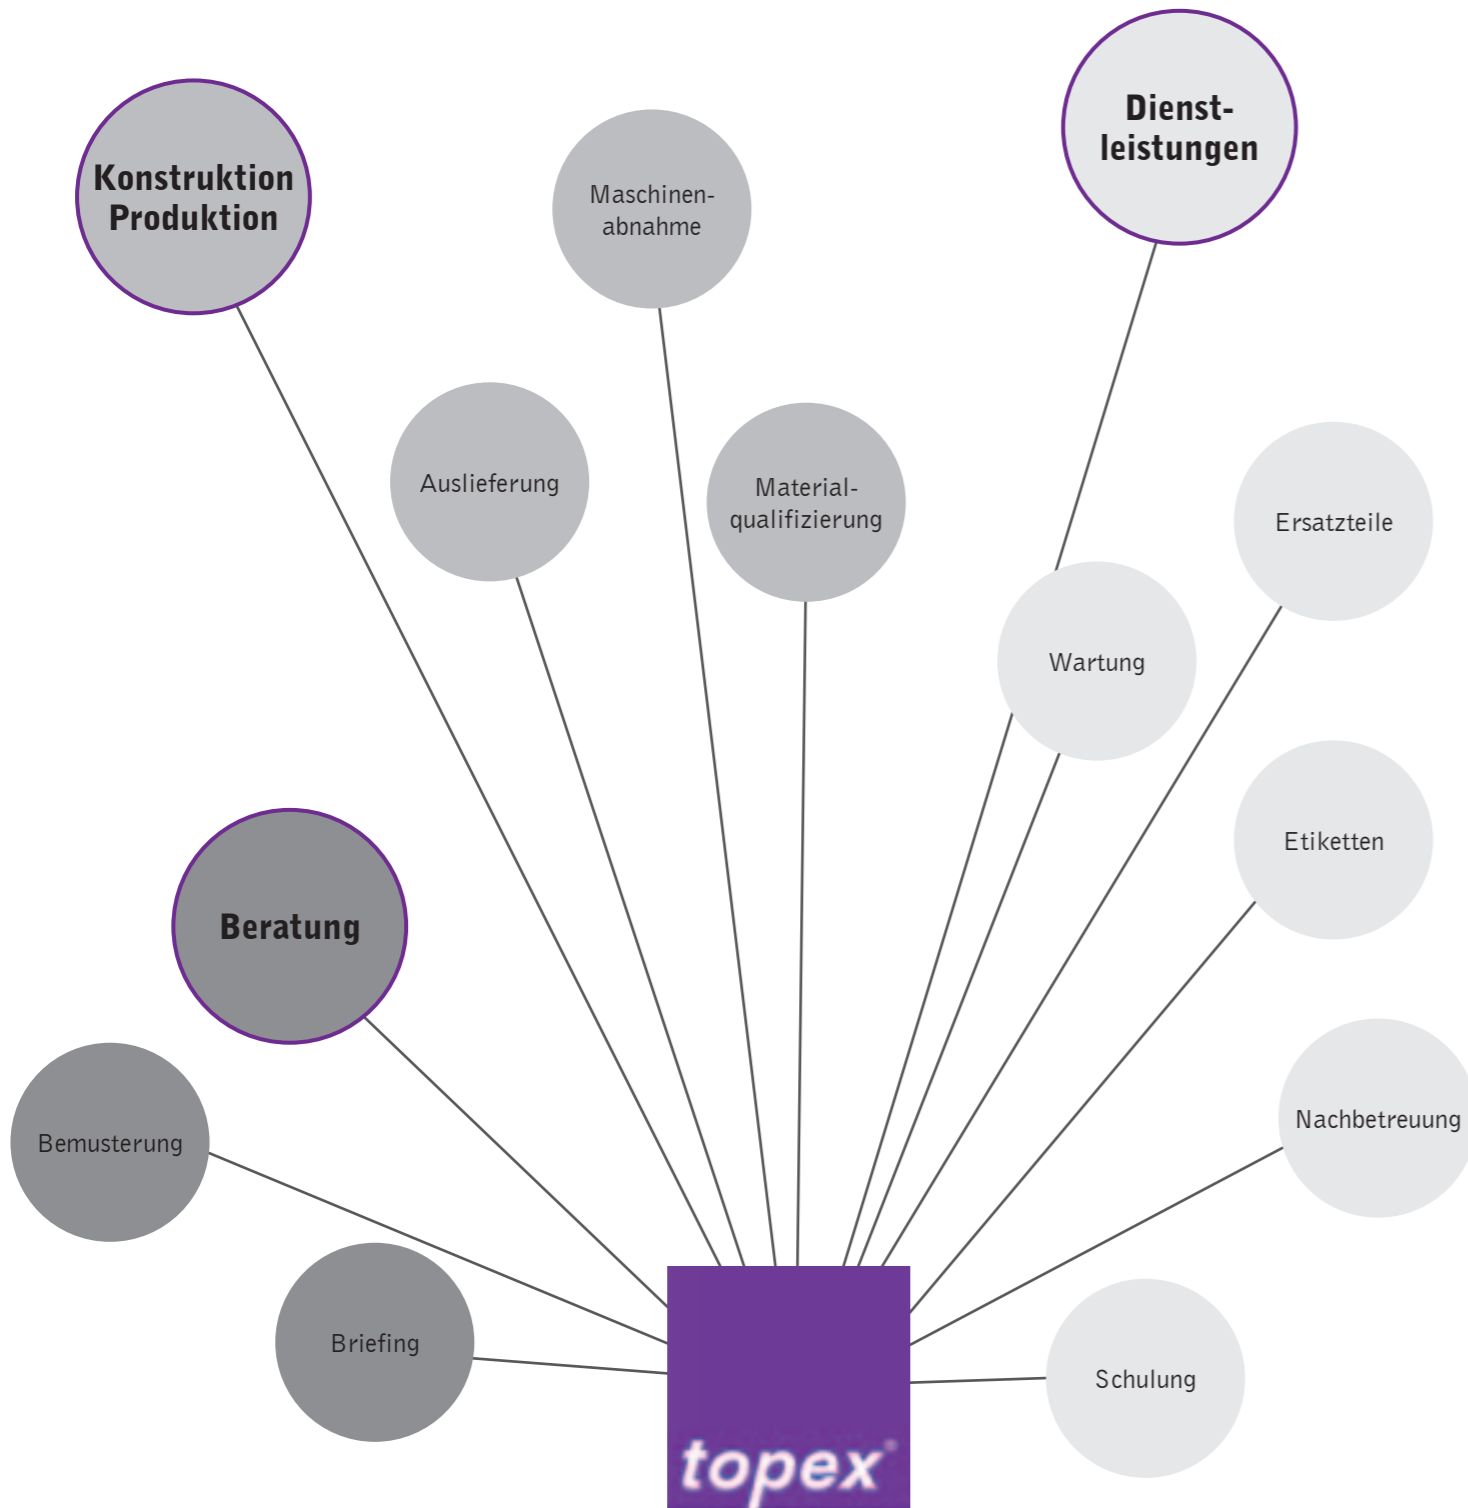 Dienst-
leistungen
Konstruktion
Produktion
Maschinen-
abnahme
Auslieferung
Material-
qualifizierung
Ersatzteile
Wartung
Etiketten
Beratung
Nachbetreuung
Bemusterung
Briefing
Schulung
topex®